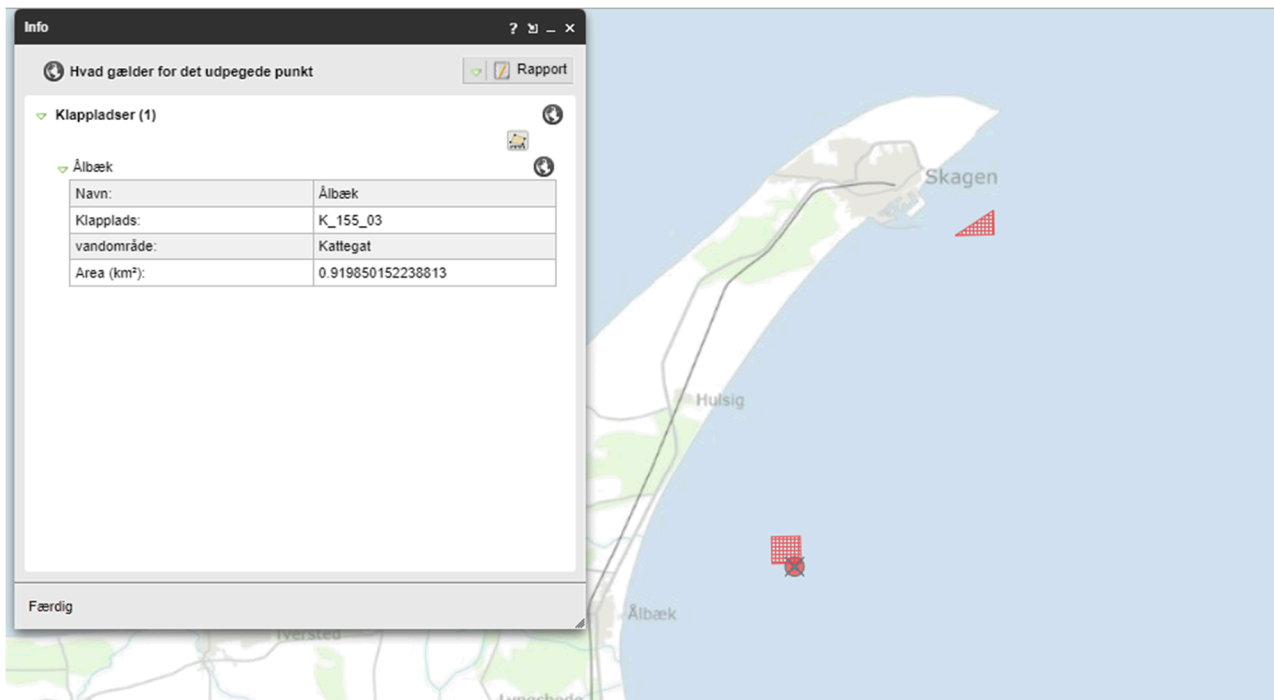 Info
?
Hvad gælder for det udpegede punkt
Rapport
Klappladser (1)
Ålbæk
Navn: Ålbæk
Klapplads: K_155_03
vandområde: Kattegat
Area (km²): 0.919850152238813
Færdig
Skagen
Hulsig
Ålbæk
Tversted